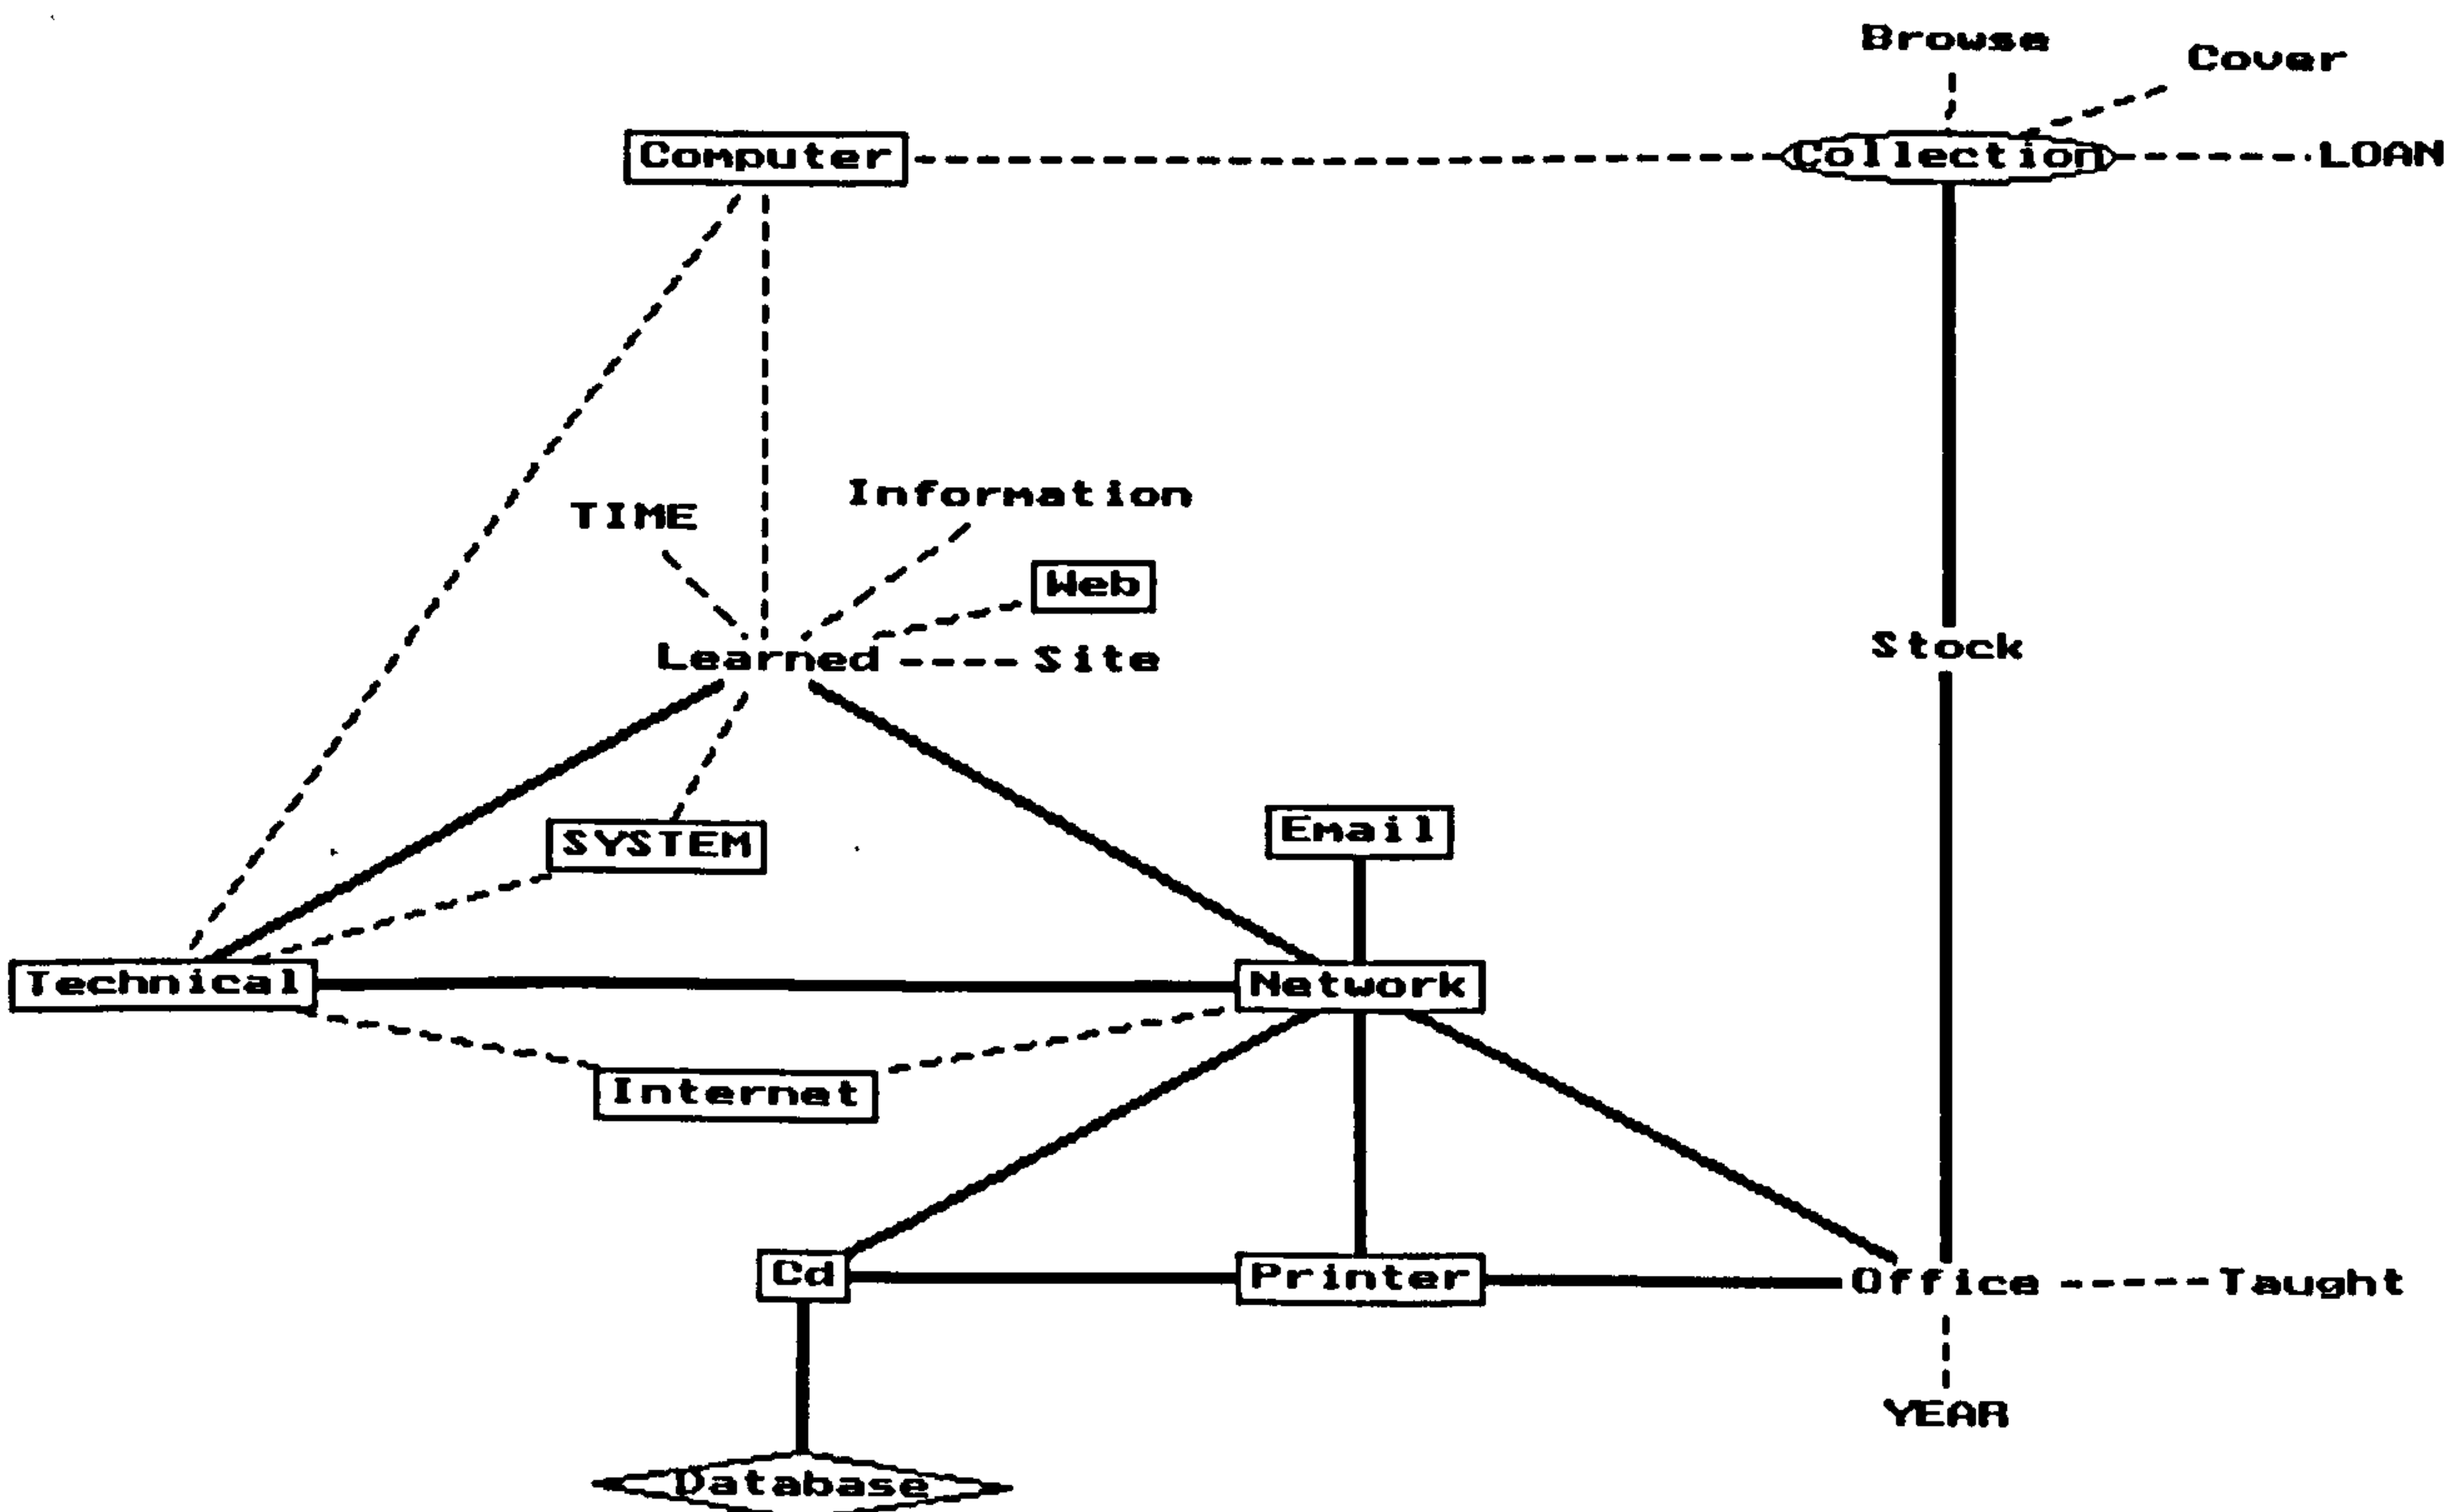 Browse
Cover
Computer
Collection
LOAN
Information
TIME
Web
Learned
Site
Stock
Email
SYSTEM
Technical
Network
Internet
Cd
Printer
Office
Taught
YEAR
Database